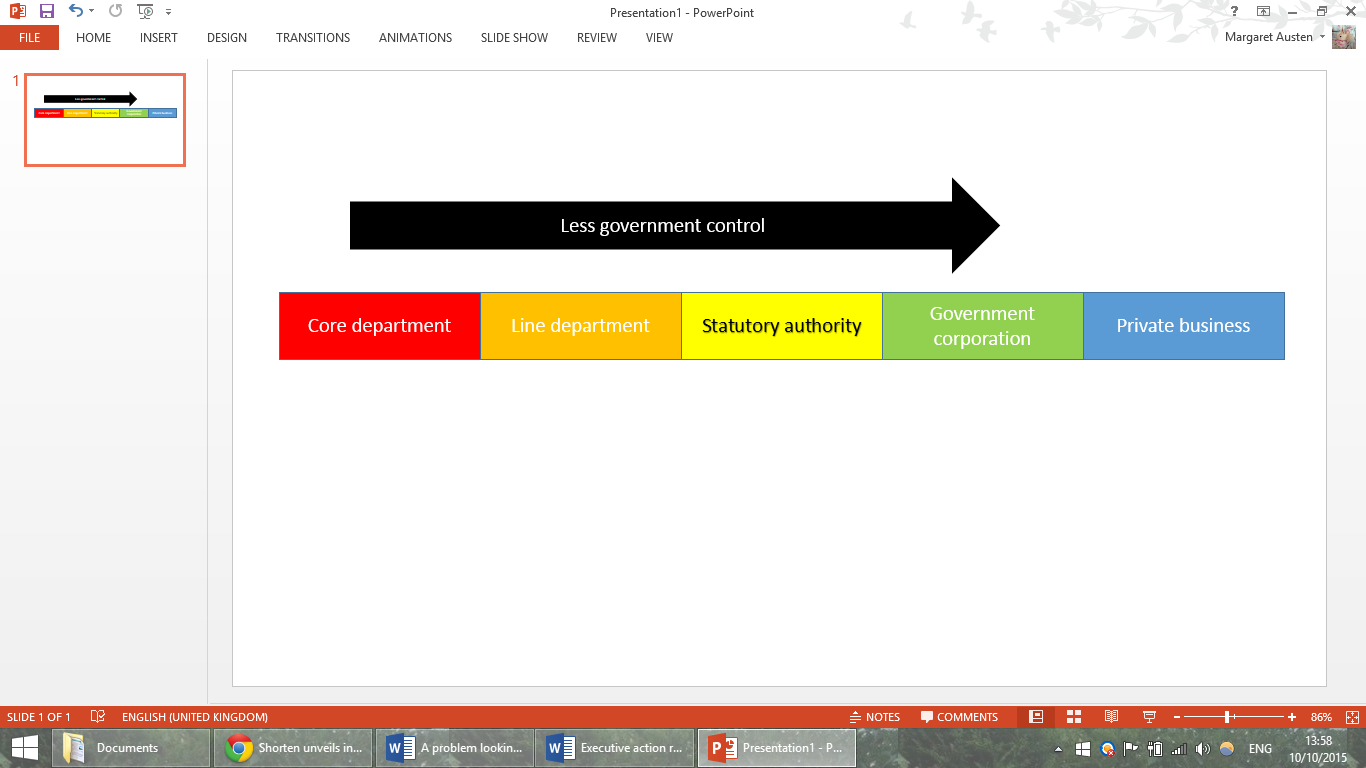 Presentation1 - PowerPoint
?
FILE HOME INSERT DESIGN TRANSITIONS ANIMATIONS SLIDE SHOW REVIEW VIEW
Margaret Austen
1
Less government control
Core department
Line department
Statutory authority
Government
corporation
Private business
SLIDE 1 OF 1
ENGLISH (UNITED KINGDOM)
NOTES
COMMENTS
86%
Documents
Shorten unveils in...
A problem lookin...
Executive action r...
Presentation1 - P...
ENG
13:58
10/10/2015